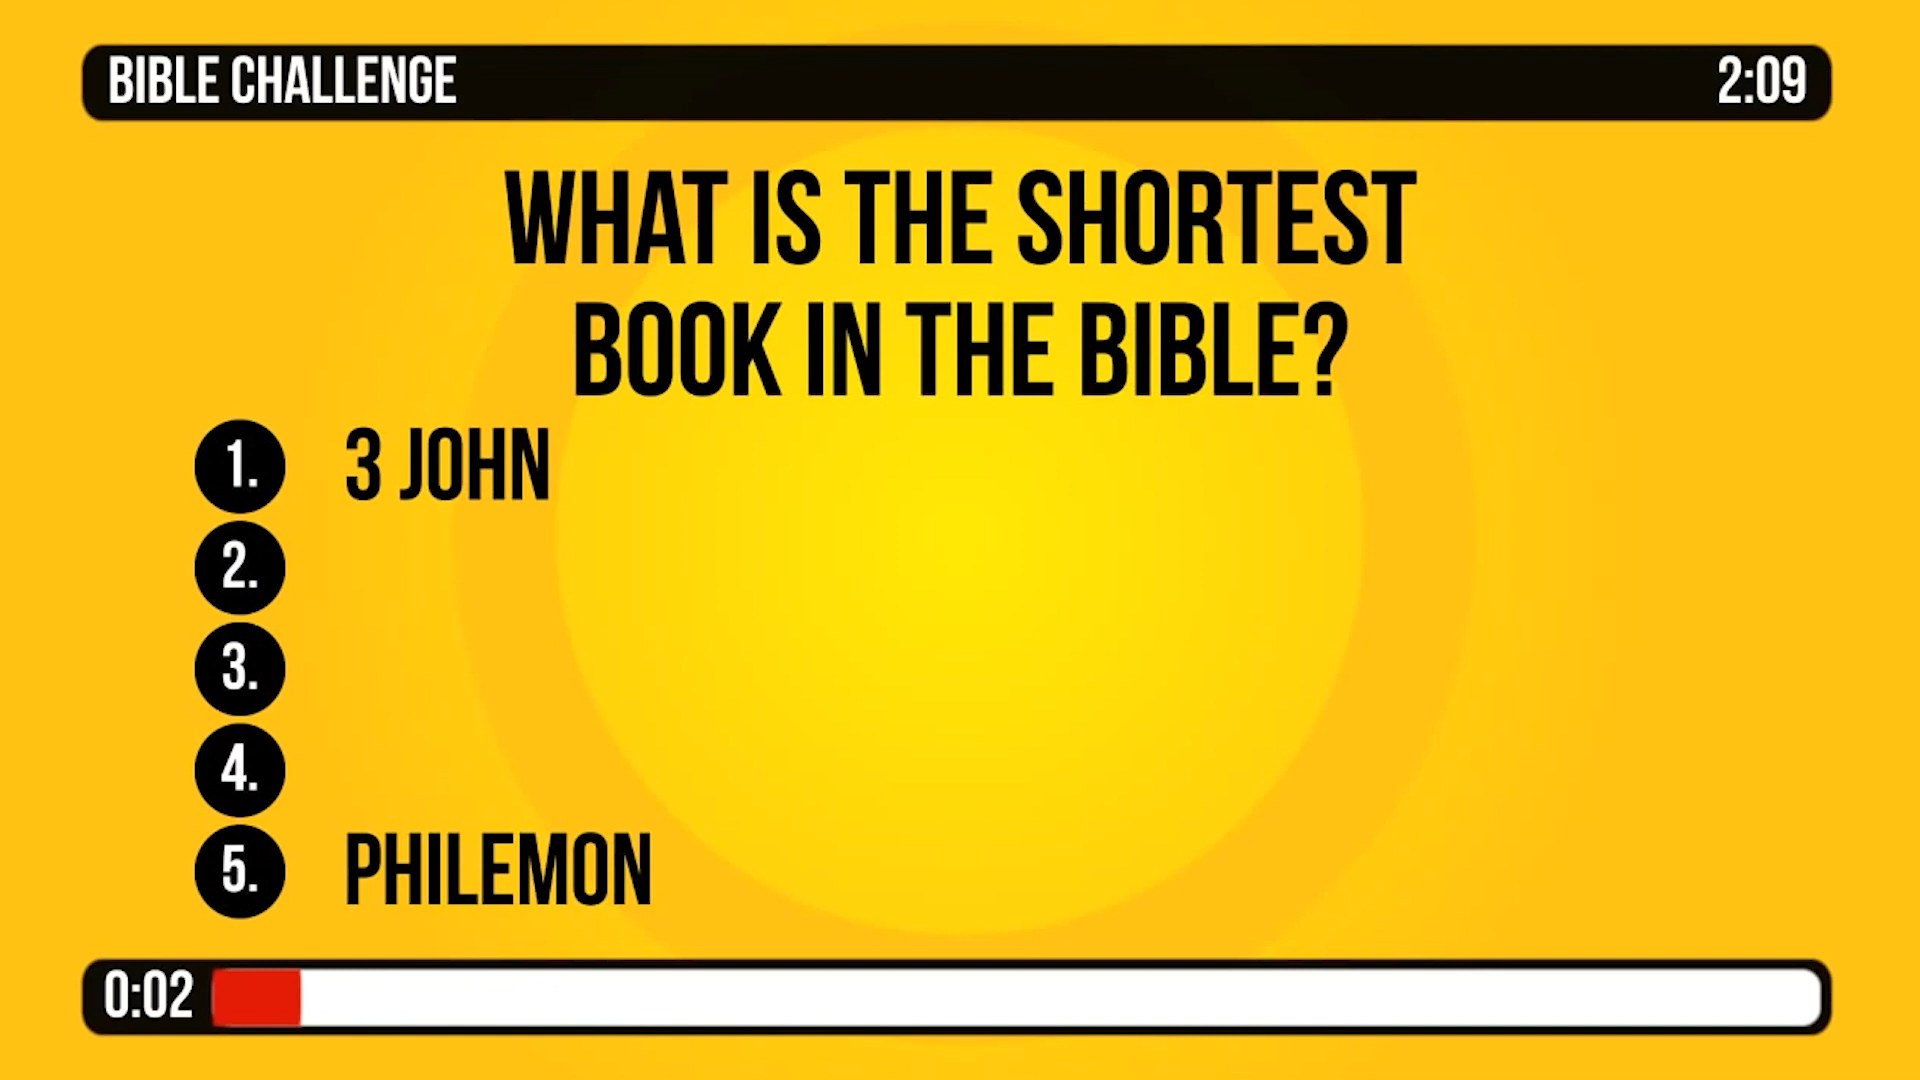 BIBLE CHALLENGE 2:09
WHAT IS THE SHORTEST
BOOK IN THE BIBLE?
1. 3 JOHN
2.
3.
4.
5. PHILEMON
0:02